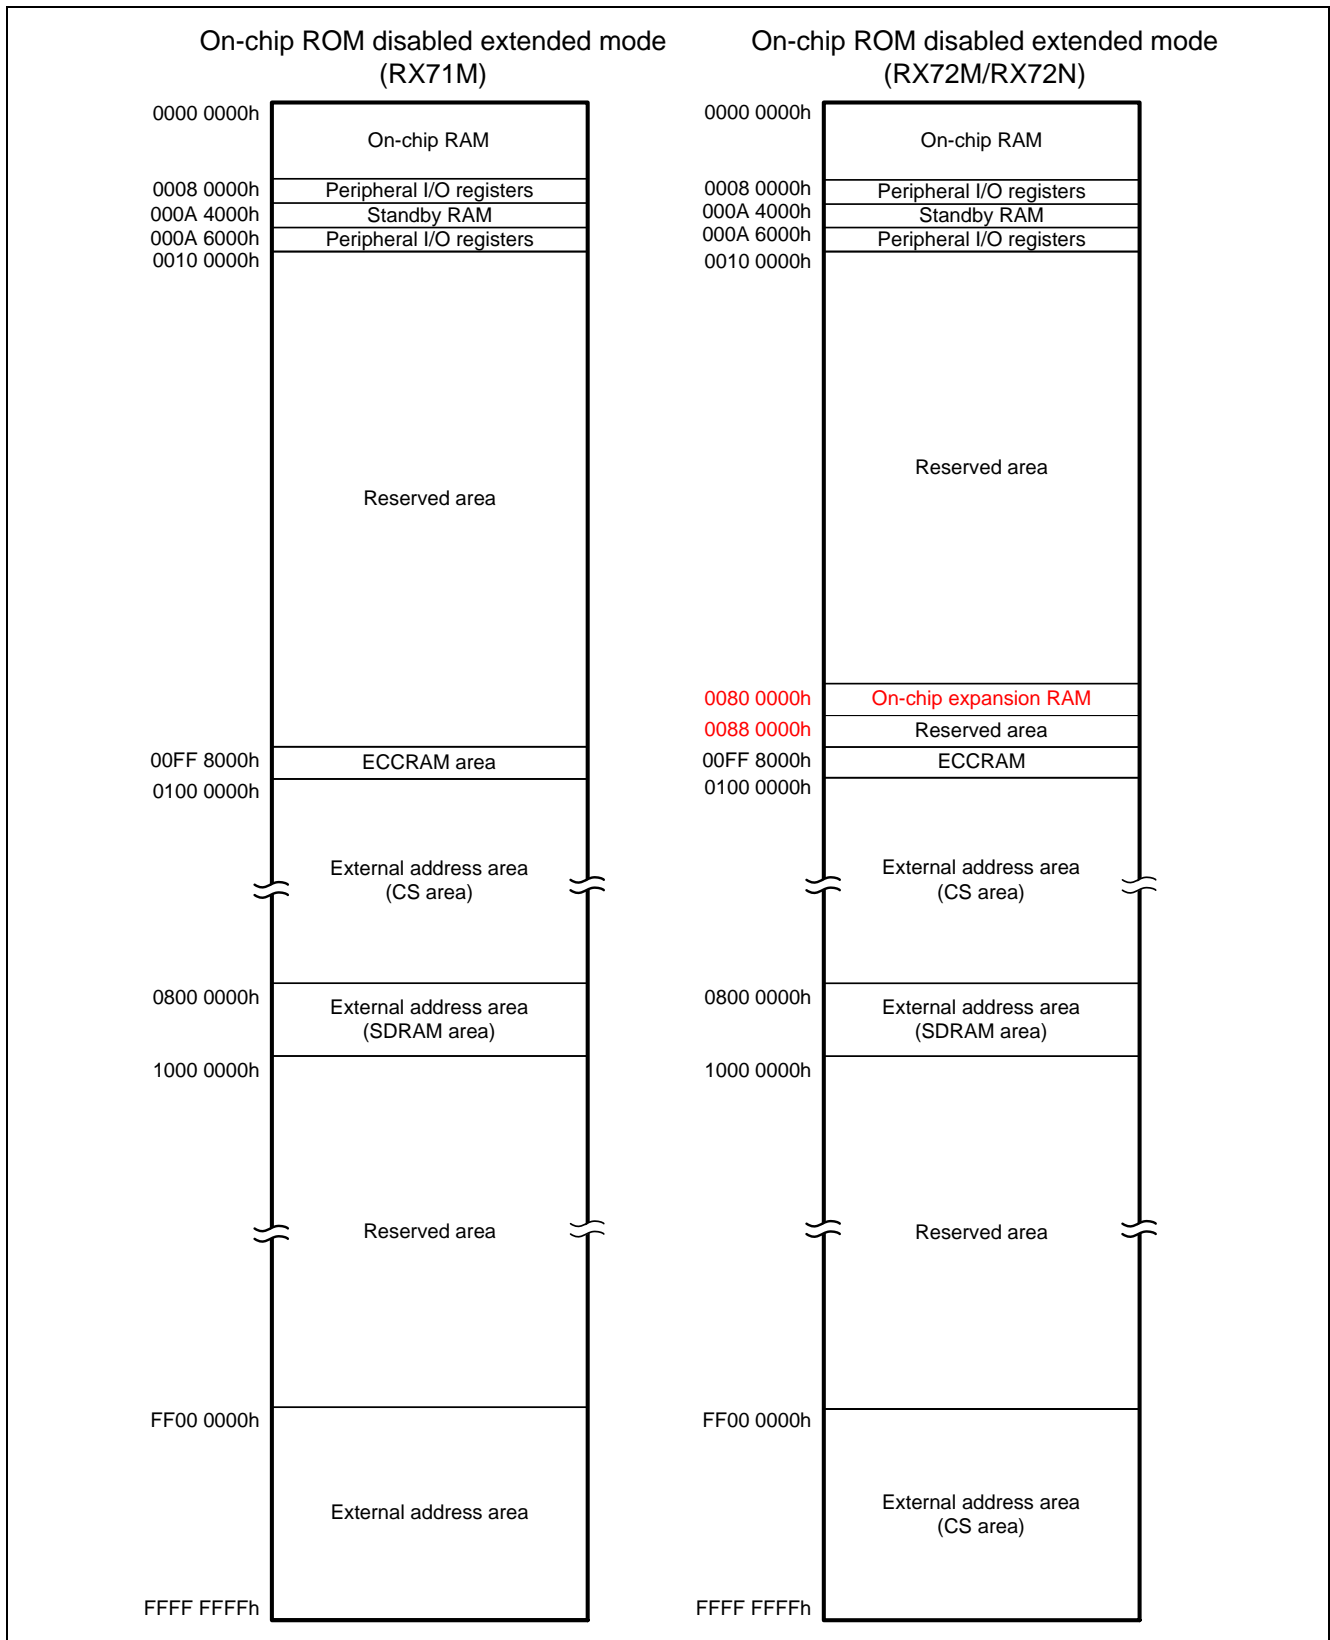 On-chip ROM disabled extended mode
(RX71M)
0000 0000h
On-chip RAM
0008 0000h
Peripheral I/O registers
000A 4000h
Standby RAM
000A 6000h
Peripheral I/O registers
0010 0000h
Reserved area
00FF 8000h
ECCRAM area
0100 0000h
External address area
(CS area)
0800 0000h
External address area
(SDRAM area)
1000 0000h
Reserved area
FF00 0000h
External address area
FFFF FFFFh
On-chip ROM disabled extended mode
(RX72M/RX72N)
0000 0000h
On-chip RAM
0008 0000h
Peripheral I/O registers
000A 4000h
Standby RAM
000A 6000h
Peripheral I/O registers
0010 0000h
Reserved area
0080 0000h
On-chip expansion RAM
0088 0000h
Reserved area
00FF 8000h
ECCRAM
0100 0000h
External address area
(CS area)
0800 0000h
External address area
(SDRAM area)
1000 0000h
Reserved area
FF00 0000h
External address area
(CS area)
FFFF FFFFh